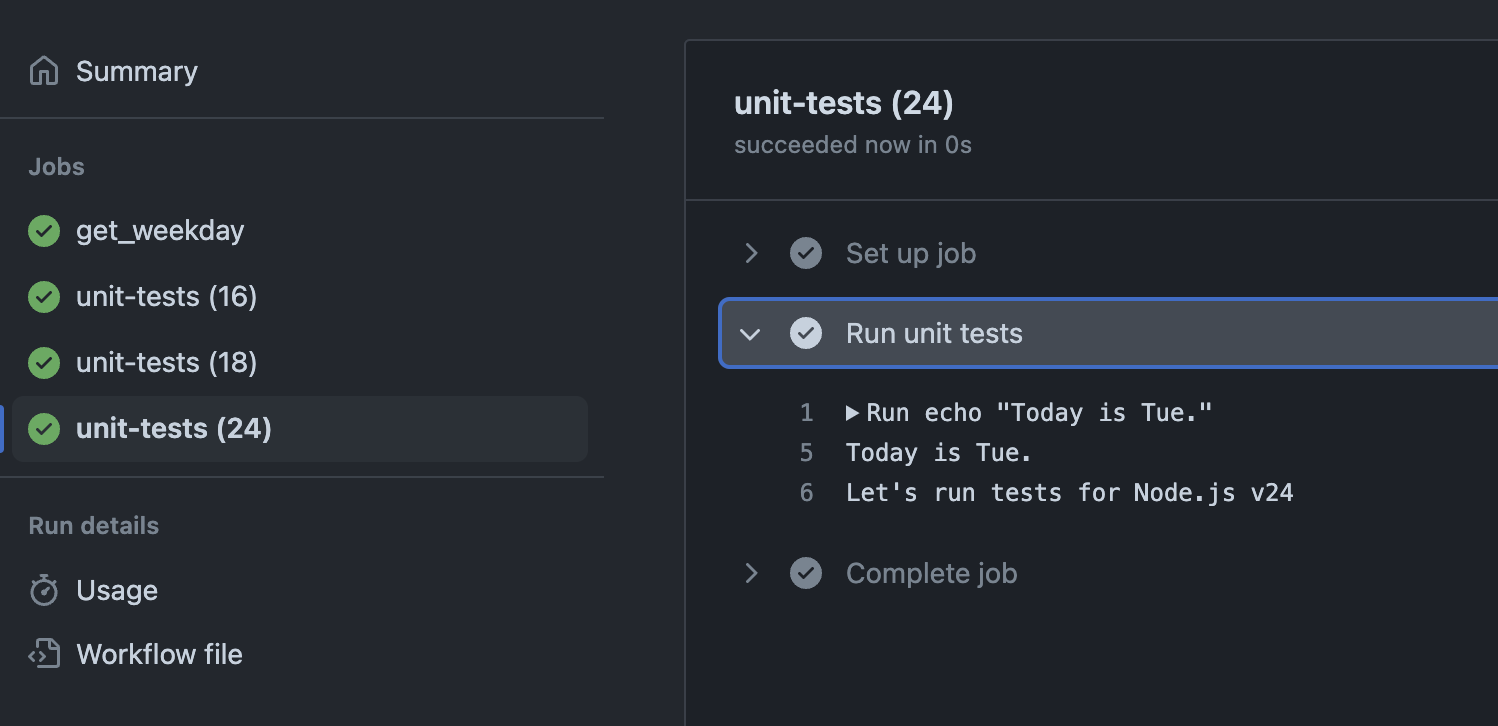 Summary
Jobs
get_weekday
unit-tests (16)
unit-tests (18)
unit-tests (24)
Run details
Usage
Workflow file
unit-tests (24)
succeeded now in 0s
Set up job
Run unit tests
1 ▶Run echo "Today is Tue."
5 Today is Tue.
6 Let's run tests for Node.js v24
Complete job